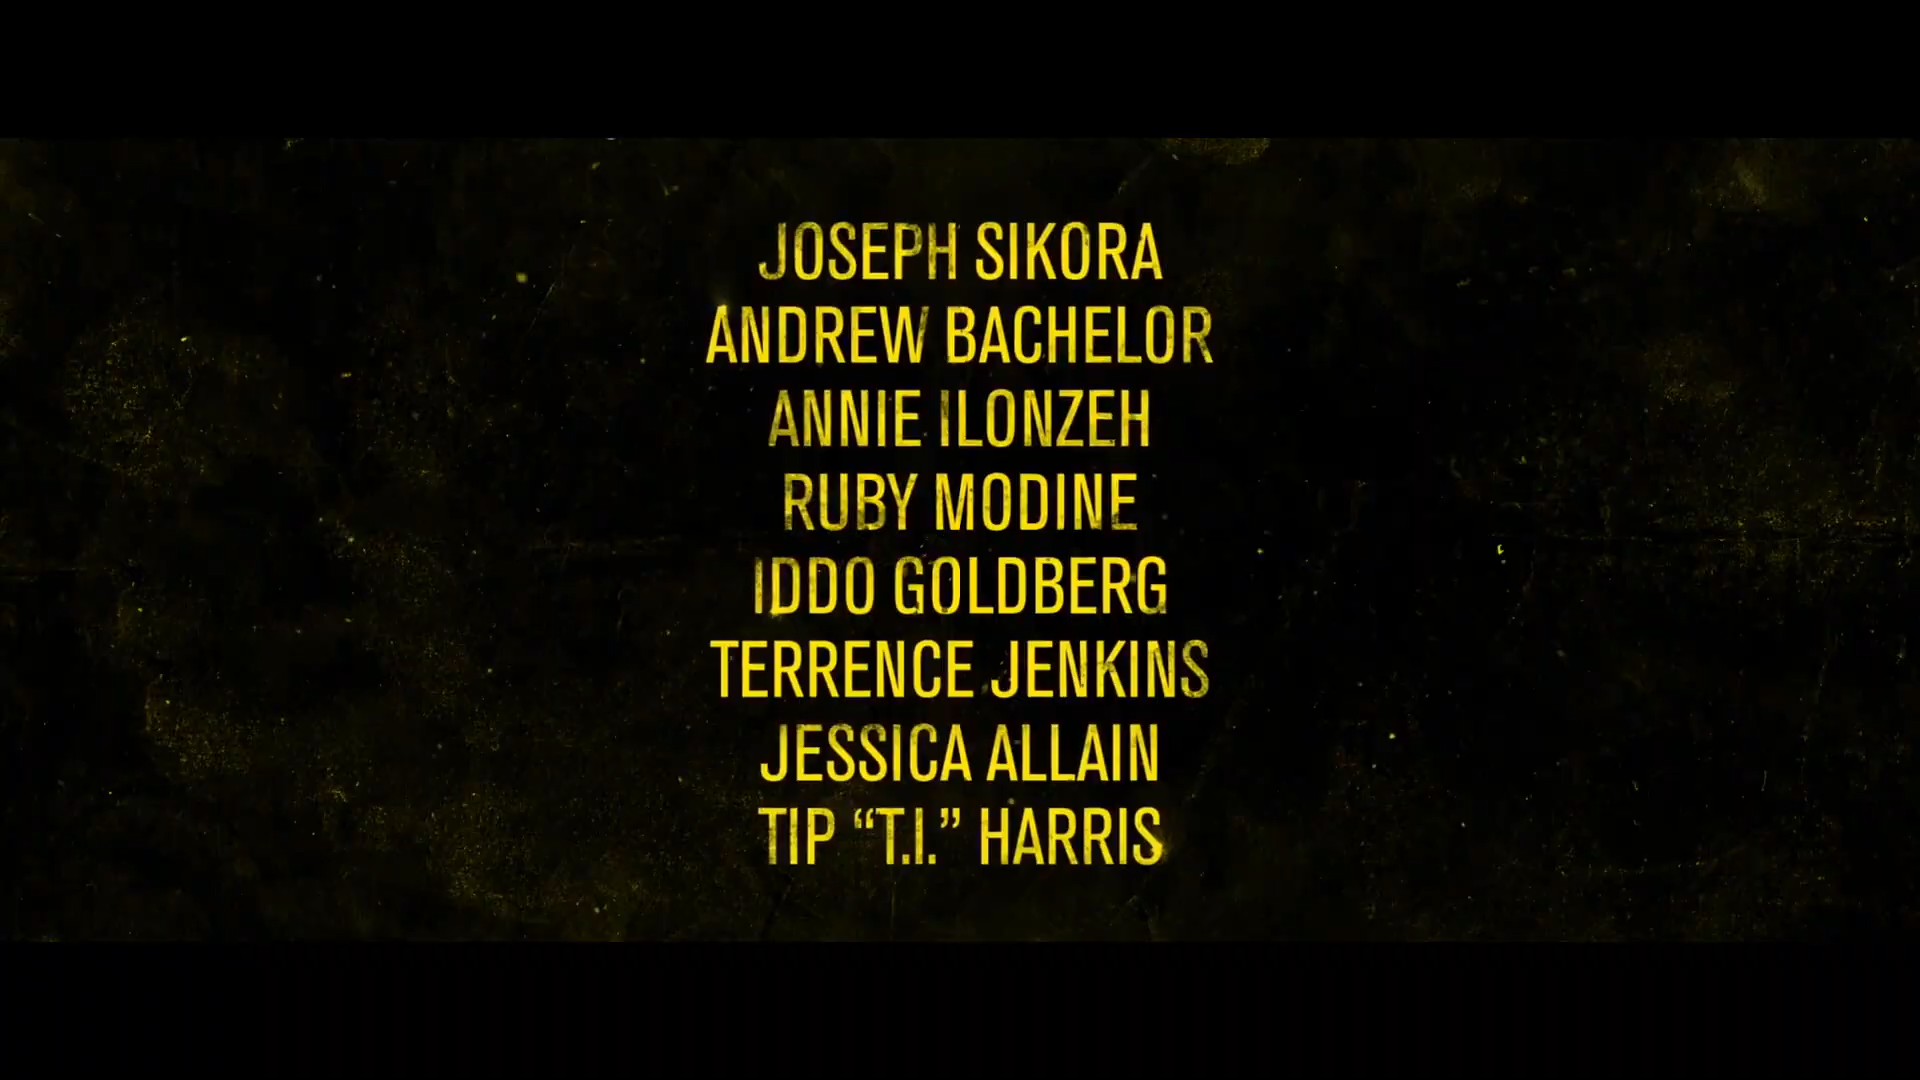 JOSEPH SIKORA
ANDREW BACHELOR
ANNIE ILONZEH
RUBY MODINE
IDDO GOLDBERG
TERRENCE JENKINS
JESSICA ALLAIN
TIP “T.I.” HARRIS